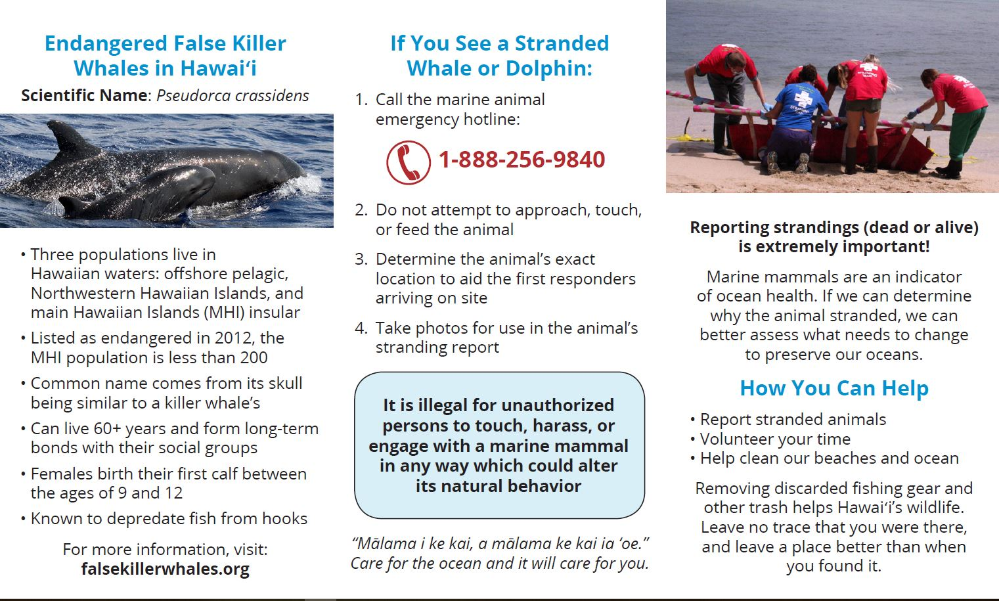 Endangered False Killer
Whales in Hawaiʻi
Scientific Name: Pseudorca crassidens
• Three populations live in
Hawaiian waters: offshore pelagic,
Northwestern Hawaiian Islands, and
main Hawaiian Islands (MHI) insular
• Listed as endangered in 2012, the
MHI population is less than 200
• Common name comes from its skull
being similar to a killer whale’s
• Can live 60+ years and form long-term
bonds with their social groups
• Females birth their first calf between
the ages of 9 and 12
• Known to depredate fish from hooks
For more information, visit:
falsekillerwhales.org
If You See a Stranded
Whale or Dolphin:
1. Call the marine animal
emergency hotline:
1-888-256-9840
2. Do not attempt to approach, touch,
or feed the animal
3. Determine the animal’s exact
location to aid the first responders
arriving on site
4. Take photos for use in the animal’s
stranding report
It is illegal for unauthorized
persons to touch, harass, or
engage with a marine mammal
in any way which could alter
its natural behavior
“Mālama i ke kai, a mālama ke kai ia ‘oe.”
Care for the ocean and it will care for you.
STRANDING
TEAM
Reporting strandings (dead or alive)
is extremely important!
Marine mammals are an indicator
of ocean health. If we can determine
why the animal stranded, we can
better assess what needs to change
to preserve our oceans.
How You Can Help
• Report stranded animals
• Volunteer your time
• Help clean our beaches and ocean
Removing discarded fishing gear and
other trash helps Hawaiʻi’s wildlife.
Leave no trace that you were there,
and leave a place better than when
you found it.